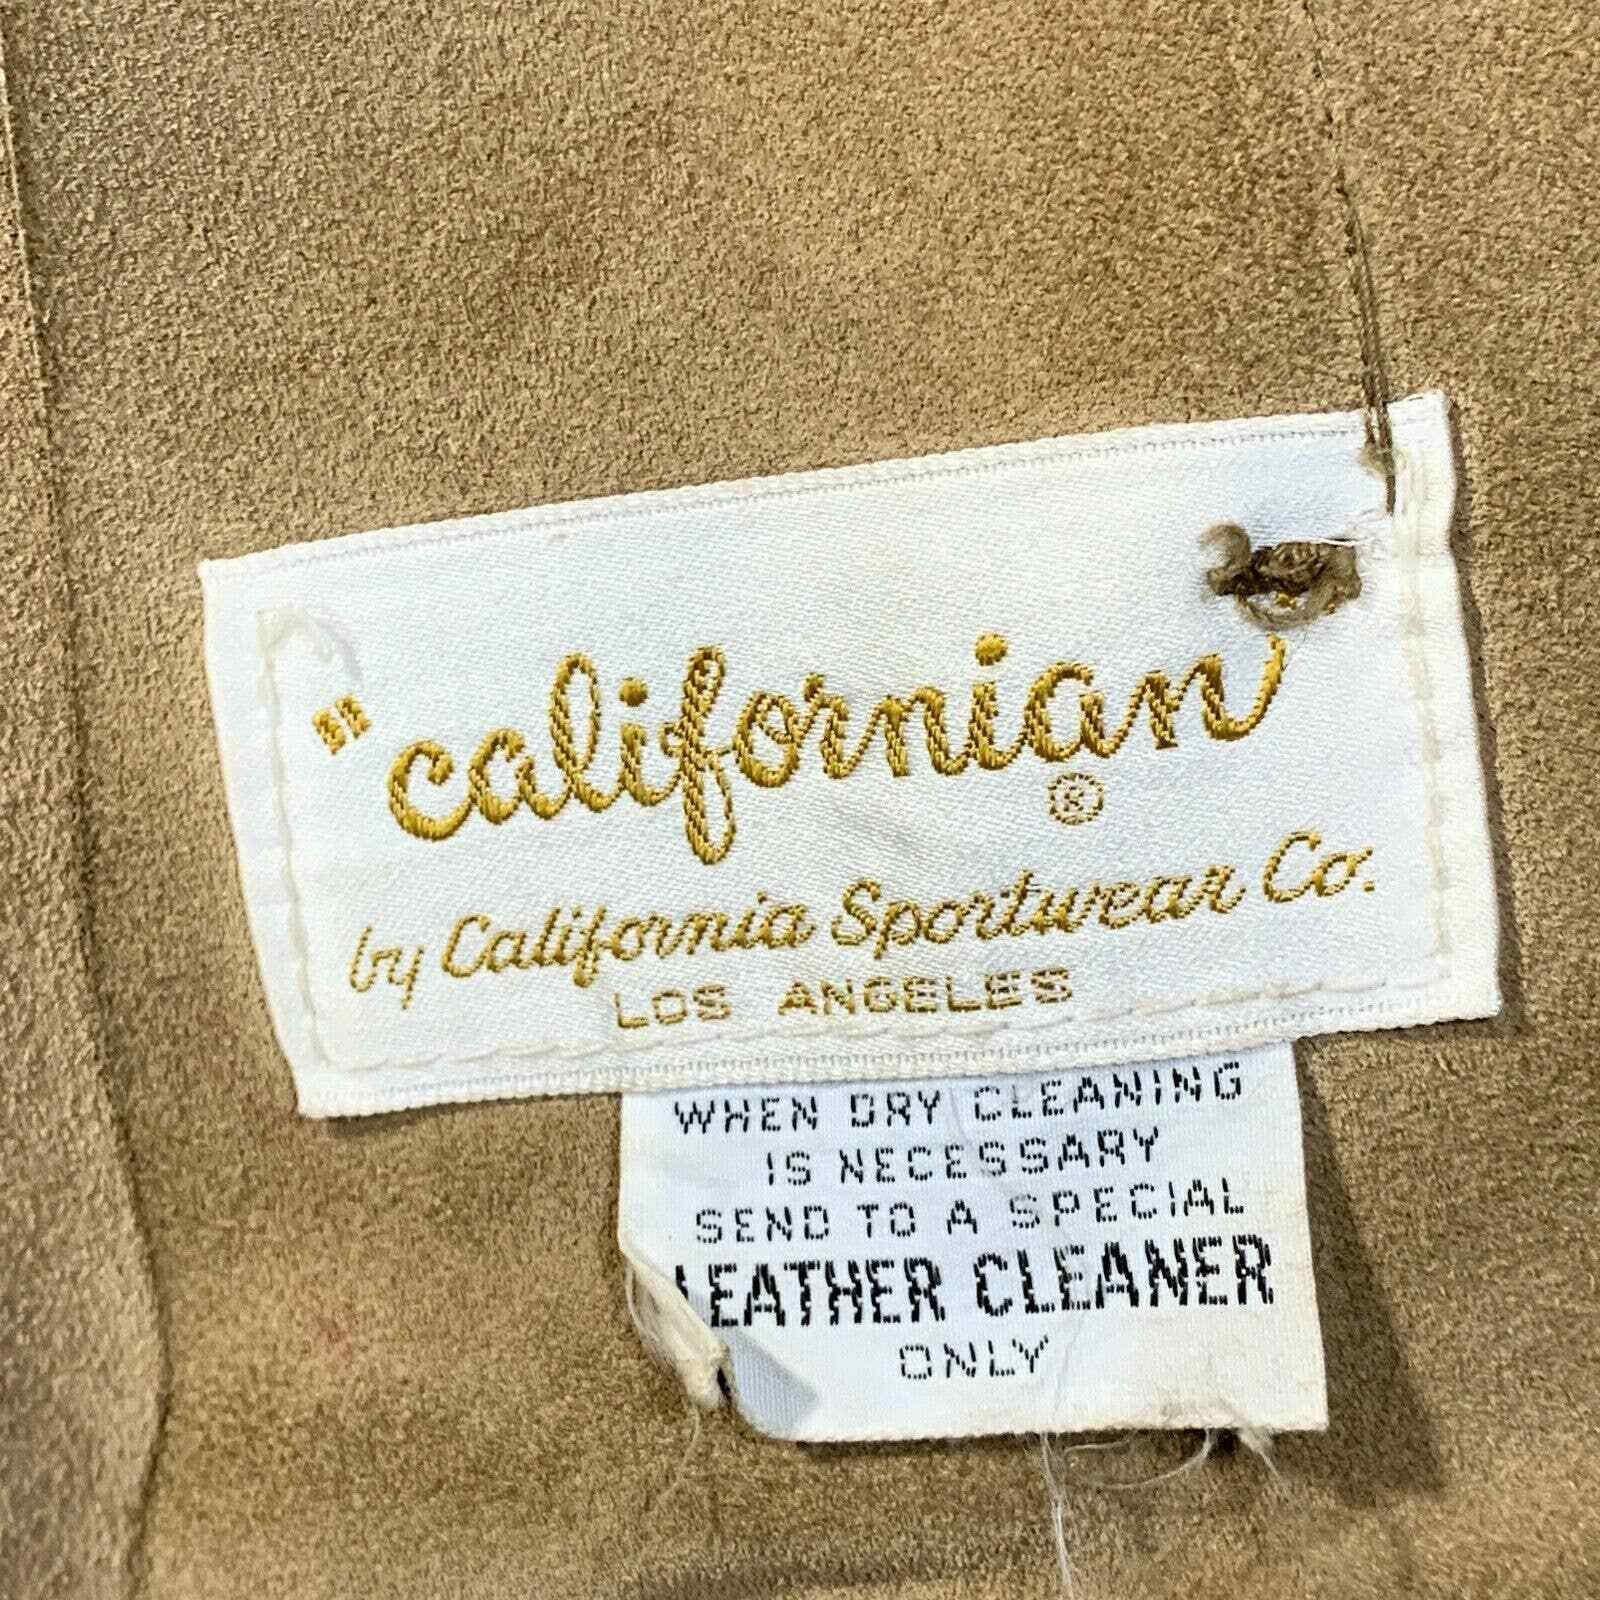 "californian"
®
by California Sportswear Co.
LOS ANGELES
WHEN DRY CLEANING
IS NECESSARY
SEND TO A SPECIAL
LEATHER CLEANER
ONLY